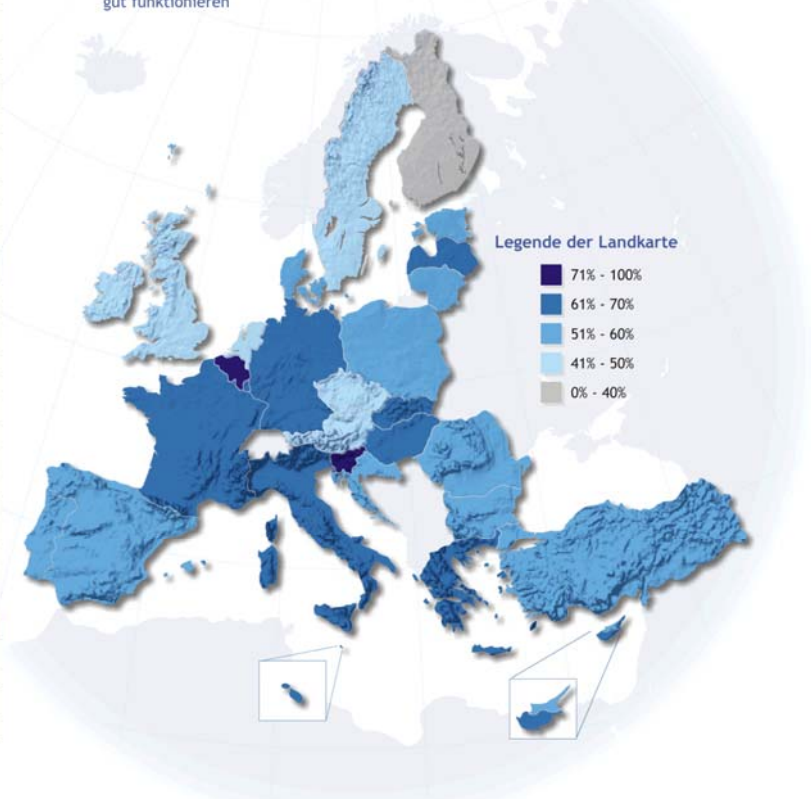 gut funktionieren
Legende der Landkarte
71% - 100%
61% - 70%
51% - 60%
41% - 50%
0% - 40%